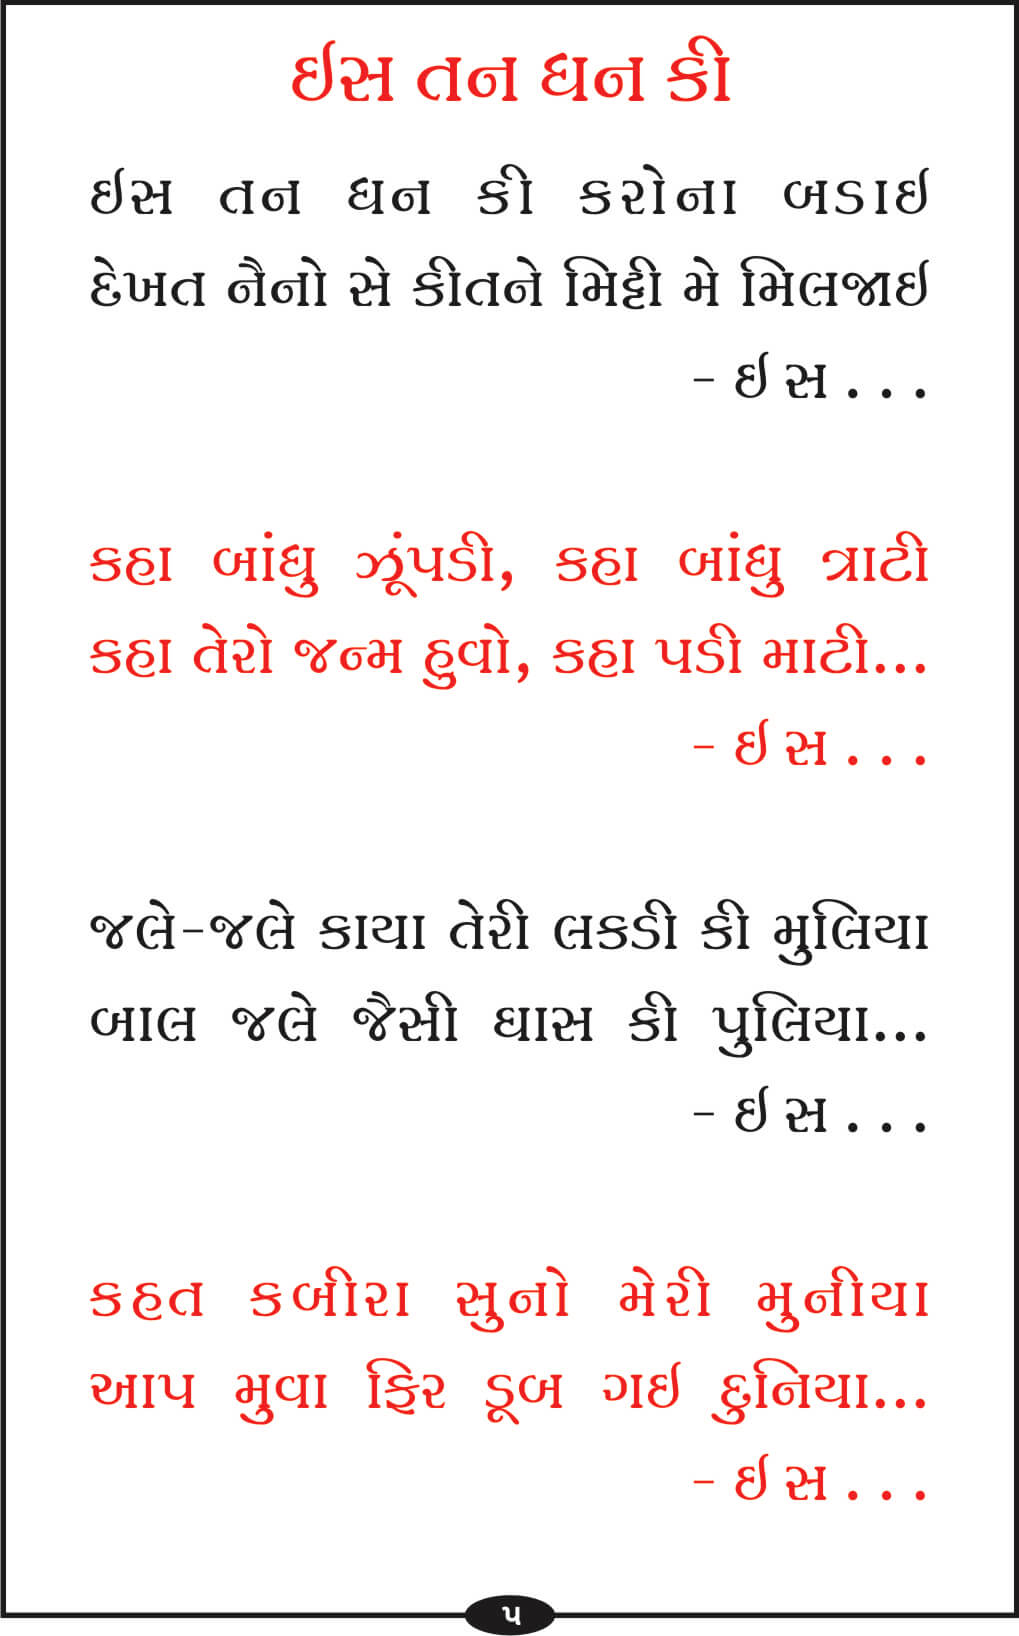 ઈસ તન ધન કી
ઈસ તન ધન કી કરોના બડાઈ
દેખત નૈનો સે કીતને મિટ્ટી મે મિલજાઈ
- ઈસ...
કહા બાંધુ ઝૂંપડી, કહા બાંધુ ત્રાટી
કહા તેરો જન્મ હુવો, કહા પડી માટી...
- ઈસ...
જલે-જલે કાયા તેરી લકડી કી મુલિયા
બાલ જલે જૈસી ઘાસ કી પુલિયા...
- ઈસ...
કહત કબીરા સુનો મેરી મુનીયા
આપ મુવા ફિર ડૂબ ગઈ દુનિયા...
- ઈસ...
૫